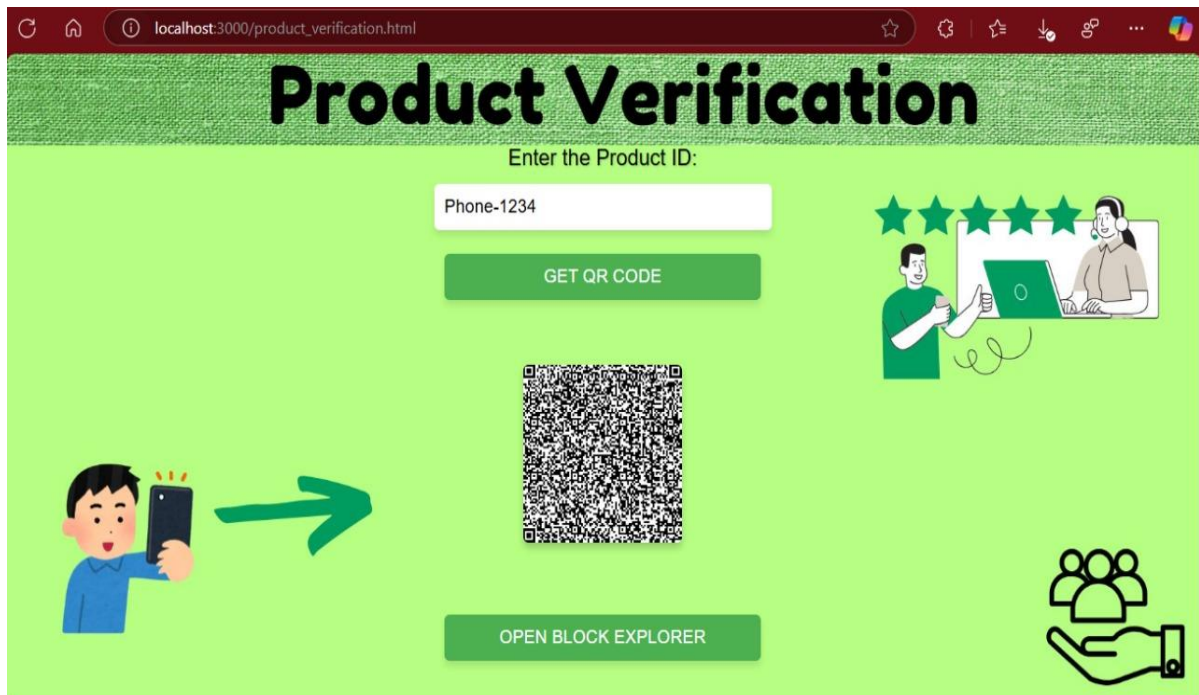 localhost:3000/product_verification.html
Product Verification
Enter the Product ID:
Phone-1234
GET QR CODE
OPEN BLOCK EXPLORER